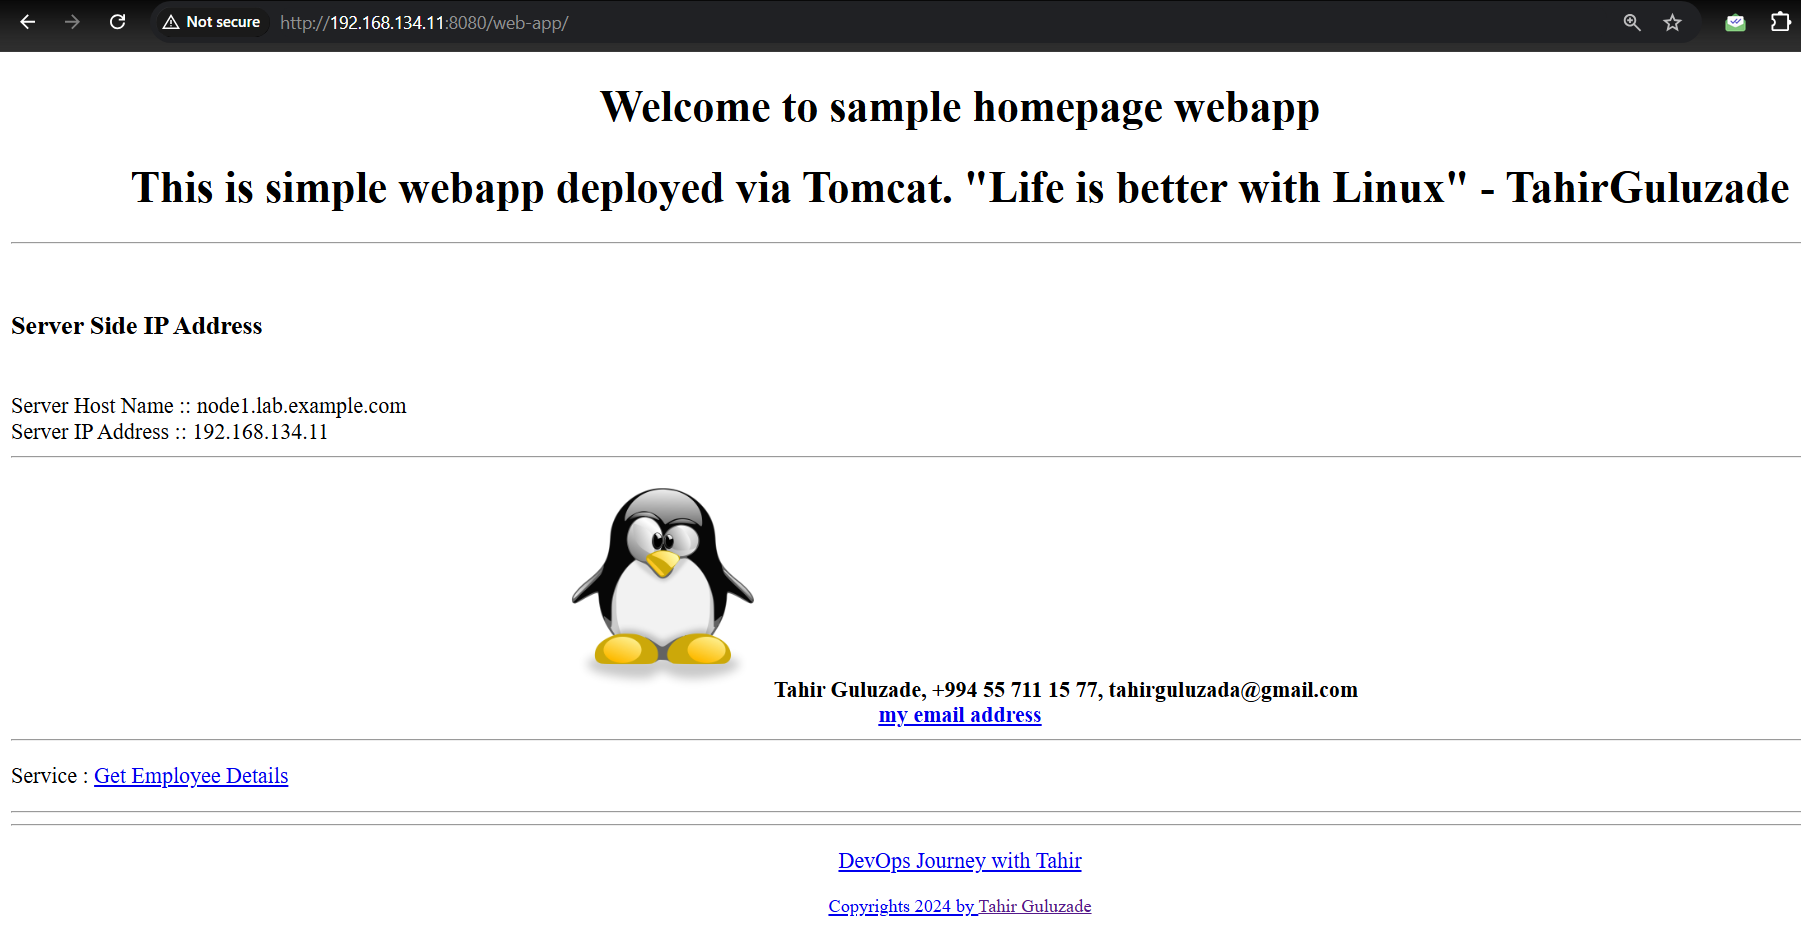 Not secure http://192.168.134.11:8080/web-app/
Welcome to sample homepage webapp
This is simple webapp deployed via Tomcat. "Life is better with Linux" - TahirGuluzade
Server Side IP Address
Server Host Name :: node1.lab.example.com
Server IP Address :: 192.168.134.11
Tahir Guluzade, +994 55 711 15 77, tahirguluzada@gmail.com
my email address
Service : Get Employee Details
DevOps Journey with Tahir
Copyrights 2024 by Tahir Guluzade